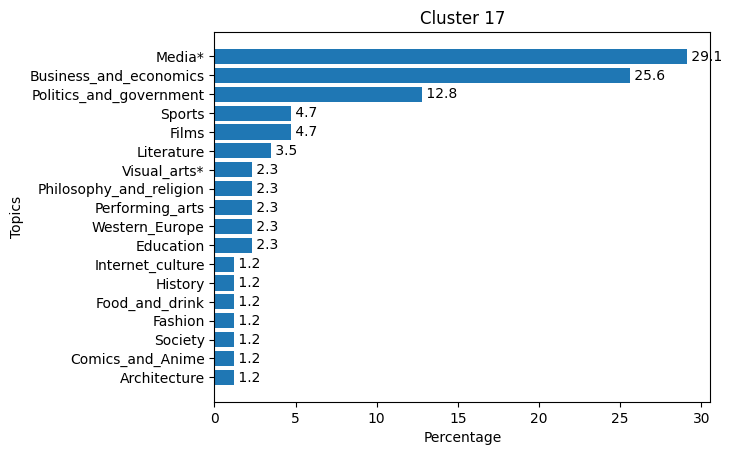 Cluster 17
Topics
Media* 29.1
Business_and_economics 25.6
Politics_and_government 12.8
Sports 4.7
Films 4.7
Literature 3.5
Visual_arts* 2.3
Philosophy_and_religion 2.3
Performing_arts 2.3
Western_Europe 2.3
Education 2.3
Internet_culture 1.2
History 1.2
Food_and_drink 1.2
Fashion 1.2
Society 1.2
Comics_and_Anime 1.2
Architecture 1.2
0 5 10 15 20 25 30
Percentage